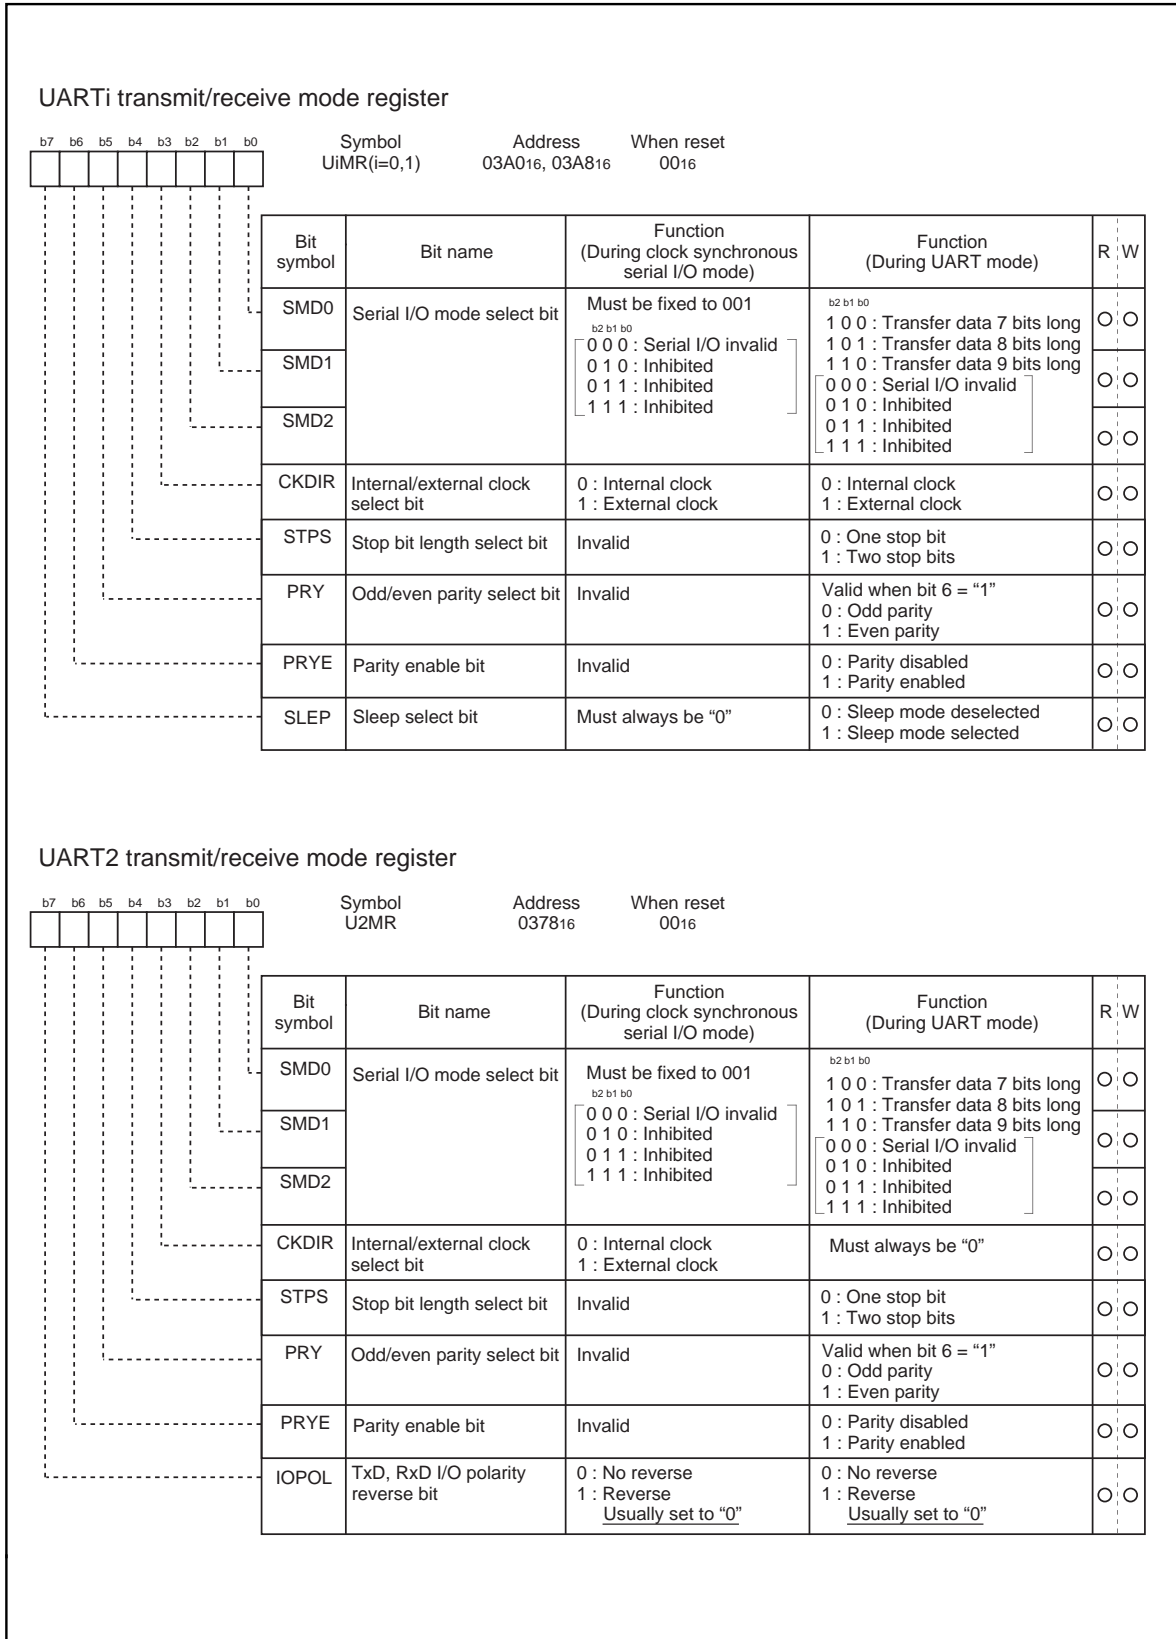 UARTi transmit/receive mode register
b7 b6 b5 b4 b3 b2 b1 b0
Symbol Address When reset
UiMR(i=0,1) 03A016, 03A816 0016
Bit symbol Bit name Function (During clock synchronous serial I/O mode) Function (During UART mode) R W
SMD0 Serial I/O mode select bit
SMD1
SMD2
Must be fixed to 001
b2 b1 b0
0 0 0 : Serial I/O invalid
0 1 0 : Inhibited
0 1 1 : Inhibited
1 1 1 : Inhibited
b2 b1 b0
1 0 0 : Transfer data 7 bits long
1 0 1 : Transfer data 8 bits long
1 1 0 : Transfer data 9 bits long
0 0 0 : Serial I/O invalid
0 1 0 : Inhibited
0 1 1 : Inhibited
1 1 1 : Inhibited
CKDIR Internal/external clock select bit
0 : Internal clock
1 : External clock
0 : Internal clock
1 : External clock
STPS Stop bit length select bit Invalid
0 : One stop bit
1 : Two stop bits
PRY Odd/even parity select bit Invalid
Valid when bit 6 = “1”
0 : Odd parity
1 : Even parity
PRYE Parity enable bit Invalid
0 : Parity disabled
1 : Parity enabled
SLEP Sleep select bit Must always be “0”
0 : Sleep mode deselected
1 : Sleep mode selected
UART2 transmit/receive mode register
b7 b6 b5 b4 b3 b2 b1 b0
Symbol Address When reset
U2MR 037816 0016
Bit symbol Bit name Function (During clock synchronous serial I/O mode) Function (During UART mode) R W
SMD0 Serial I/O mode select bit
SMD1
SMD2
Must be fixed to 001
b2 b1 b0
0 0 0 : Serial I/O invalid
0 1 0 : Inhibited
0 1 1 : Inhibited
1 1 1 : Inhibited
b2 b1 b0
1 0 0 : Transfer data 7 bits long
1 0 1 : Transfer data 8 bits long
1 1 0 : Transfer data 9 bits long
0 0 0 : Serial I/O invalid
0 1 0 : Inhibited
0 1 1 : Inhibited
1 1 1 : Inhibited
CKDIR Internal/external clock select bit
0 : Internal clock
1 : External clock
Must always be “0”
STPS Stop bit length select bit Invalid
0 : One stop bit
1 : Two stop bits
PRY Odd/even parity select bit Invalid
Valid when bit 6 = “1”
0 : Odd parity
1 : Even parity
PRYE Parity enable bit Invalid
0 : Parity disabled
1 : Parity enabled
IOPOL TxD, RxD I/O polarity reverse bit
0 : No reverse
1 : Reverse
Usually set to “0”
0 : No reverse
1 : Reverse
Usually set to “0”